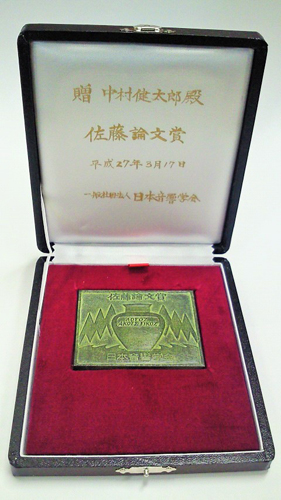 贈 中村健太郎殿
佐藤論文賞
平成27年3月17日
一般社団法人 日本音響学会
佐藤論文賞
日本音響学会